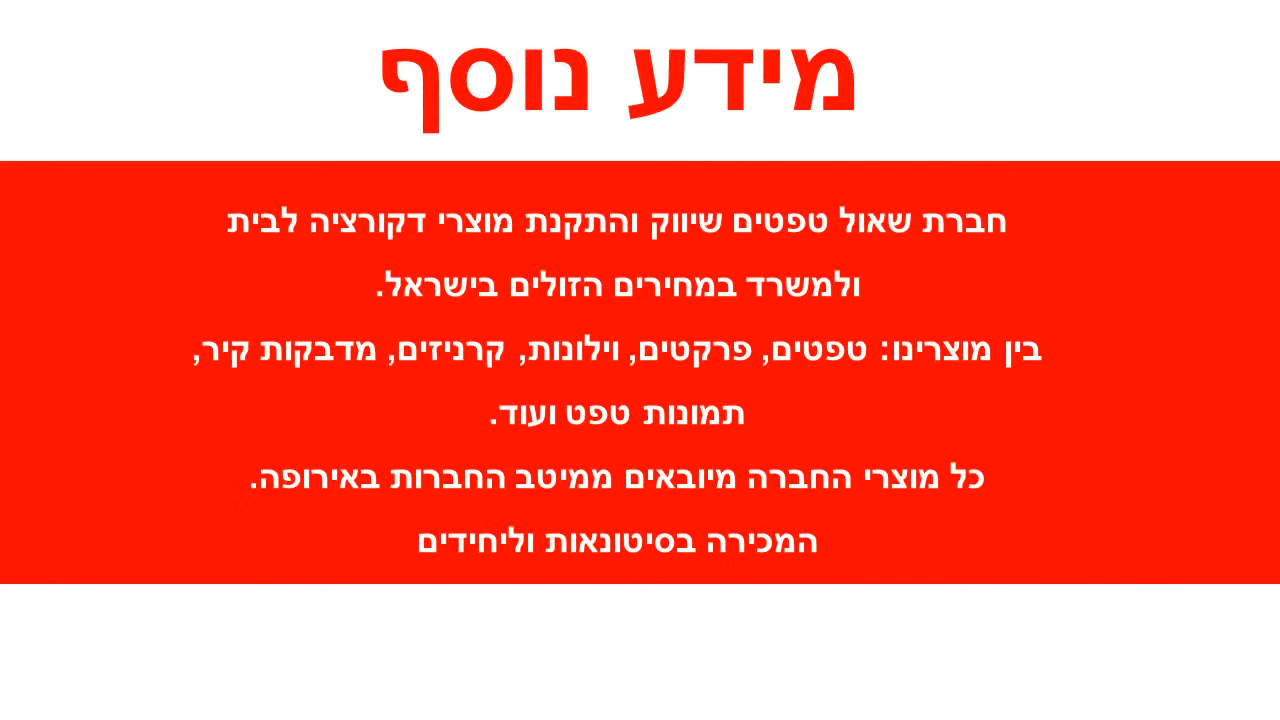 מידע נוסף
חברת שאול טפטים שיווק והתקנת מוצרי דקורציה לבית
ולמשרד במחירים הזולים בישראל.
בין מוצרינו: טפטים, פרקטים, וילונות, קרניזים, מדבקות קיר,
תמונות טפט ועוד.
כל מוצרי החברה מיובאים ממיטב החברות באירופה.
המכירה בסיטונאות וליחידים